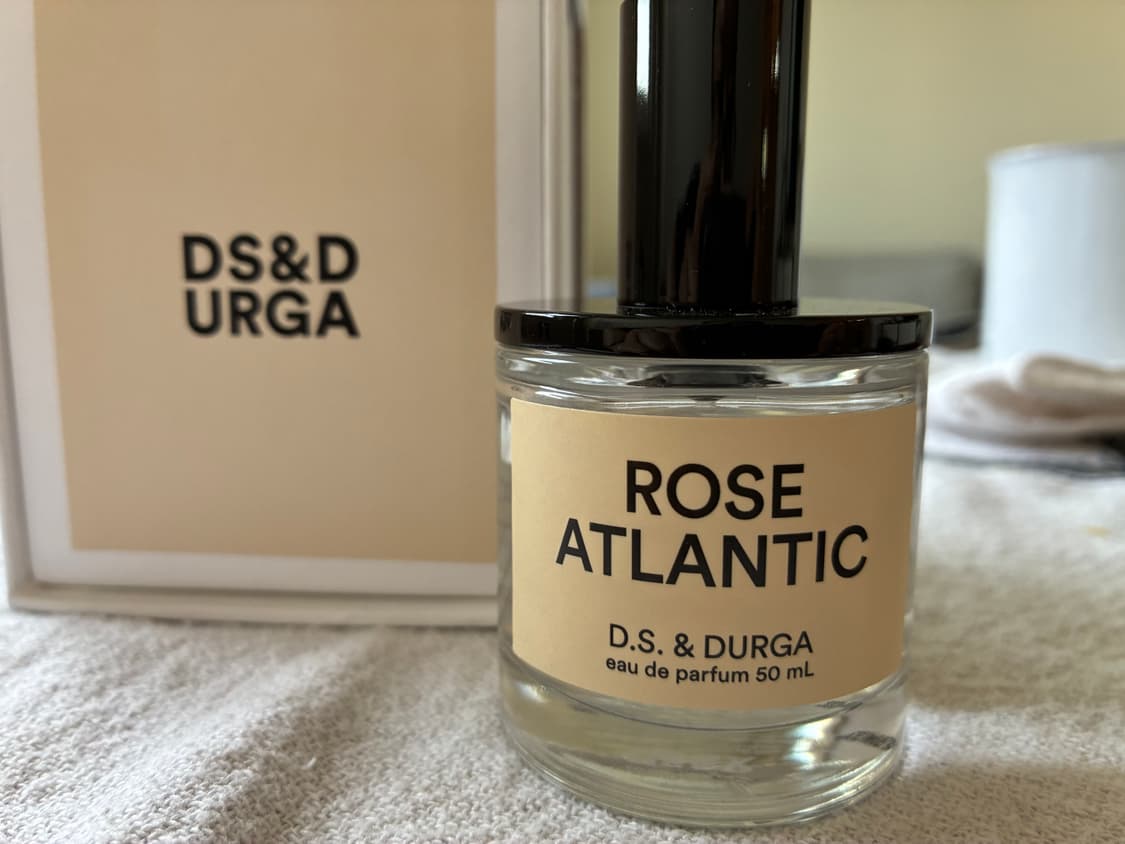 DS&D
URGA
ROSE
ATLANTIC
D.S. & DURGA
eau de parfum 50 mL